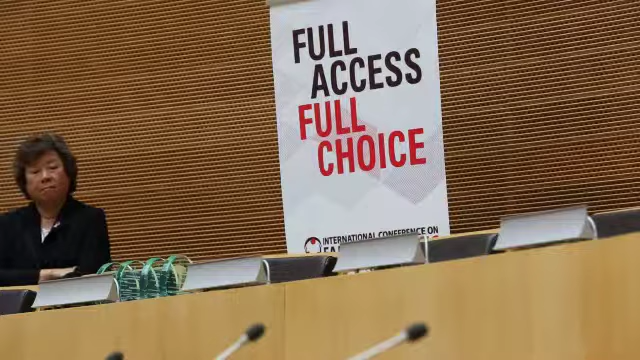 FULL
ACCESS
FULL
CHOICE
INTERNATIONAL CONFERENCE ON